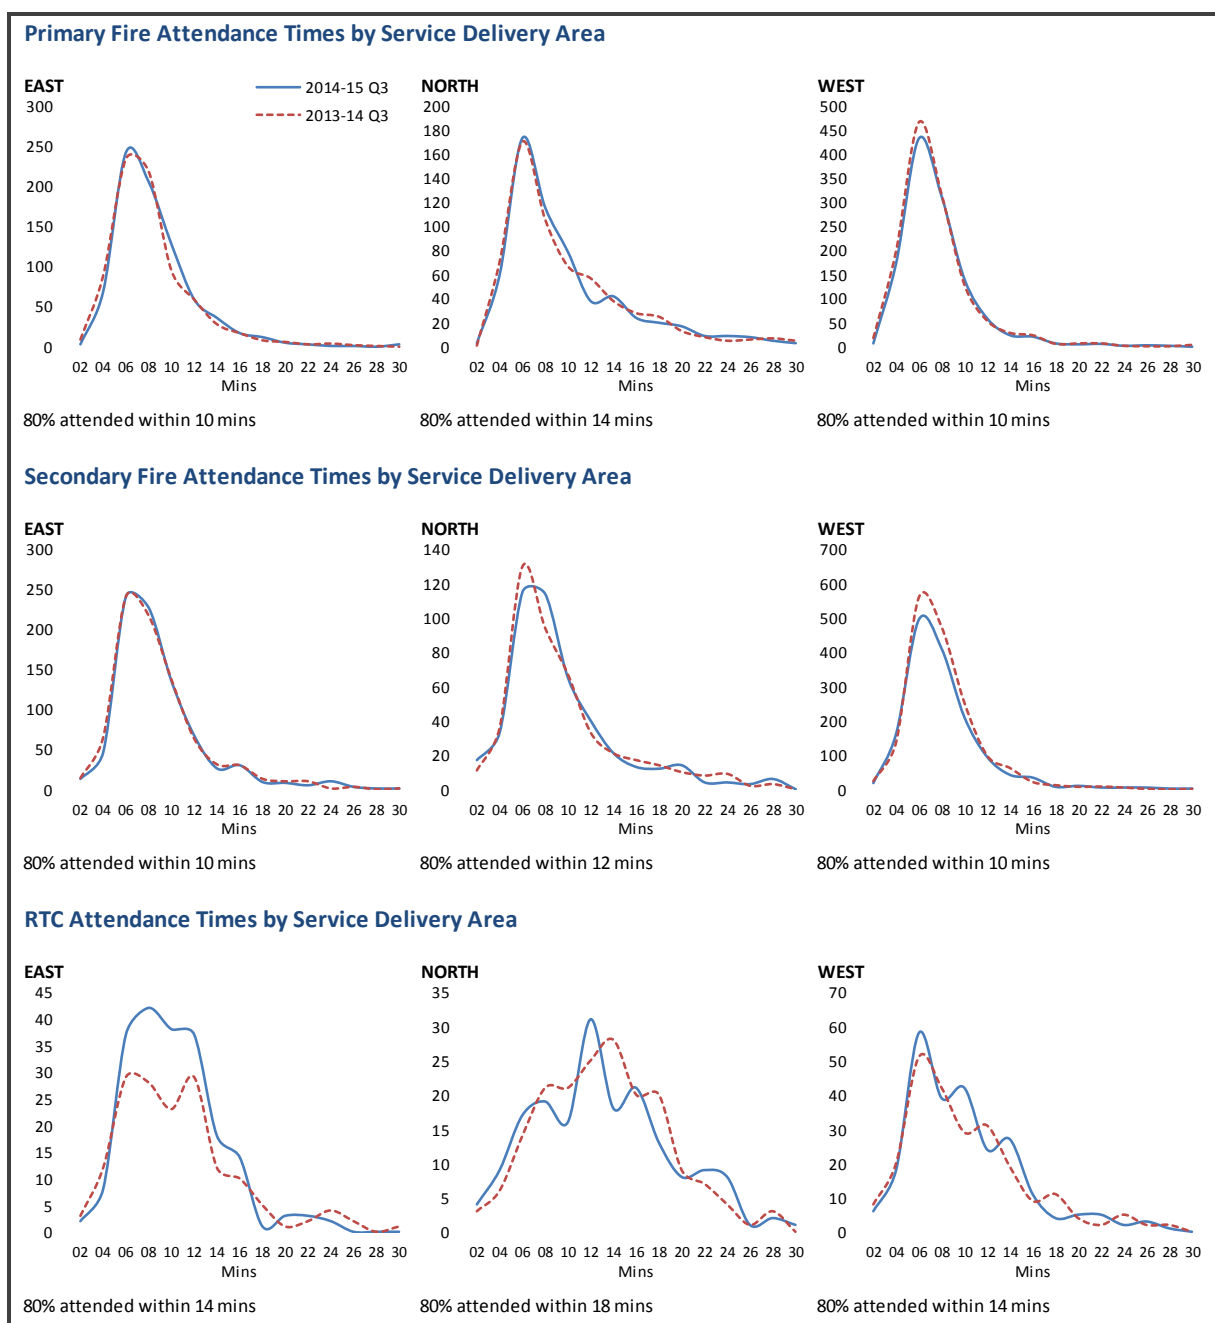 Primary Fire Attendance Times by Service Delivery Area
EAST
300
250
200
150
100
50
0
02 04 06 08 10 12 14 16 18 20 22 24 26 28 30
Mins
2014-15 Q3
2013-14 Q3
80% attended within 10 mins
NORTH
200
180
160
140
120
100
80
60
40
20
0
02 04 06 08 10 12 14 16 18 20 22 24 26 28 30
Mins
80% attended within 14 mins
WEST
500
450
400
350
300
250
200
150
100
50
0
02 04 06 08 10 12 14 16 18 20 22 24 26 28 30
Mins
80% attended within 10 mins
Secondary Fire Attendance Times by Service Delivery Area
EAST
300
250
200
150
100
50
0
02 04 06 08 10 12 14 16 18 20 22 24 26 28 30
Mins
80% attended within 10 mins
NORTH
140
120
100
80
60
40
20
0
02 04 06 08 10 12 14 16 18 20 22 24 26 28 30
Mins
80% attended within 12 mins
WEST
700
600
500
400
300
200
100
0
02 04 06 08 10 12 14 16 18 20 22 24 26 28 30
Mins
80% attended within 10 mins
RTC Attendance Times by Service Delivery Area
EAST
45
40
35
30
25
20
15
10
5
0
02 04 06 08 10 12 14 16 18 20 22 24 26 28 30
Mins
80% attended within 14 mins
NORTH
35
30
25
20
15
10
5
0
02 04 06 08 10 12 14 16 18 20 22 24 26 28 30
Mins
80% attended within 18 mins
WEST
70
60
50
40
30
20
10
0
02 04 06 08 10 12 14 16 18 20 22 24 26 28 30
Mins
80% attended within 14 mins